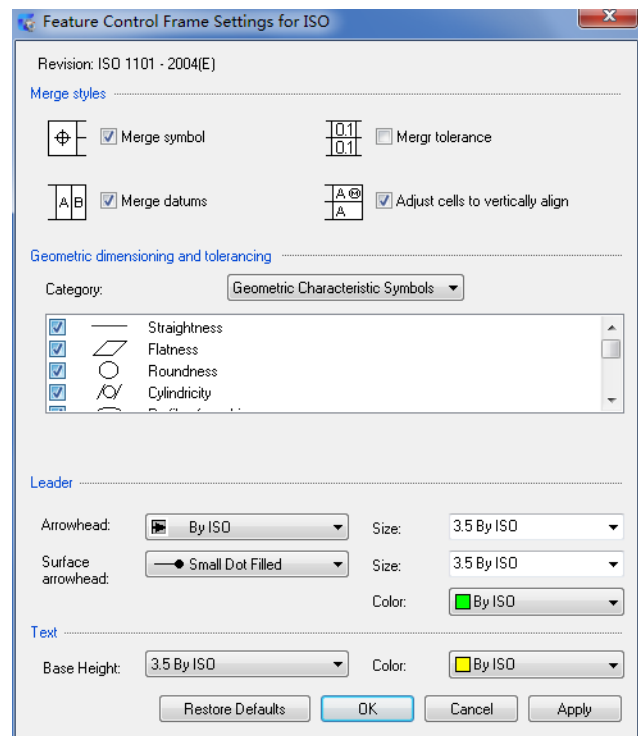 Feature Control Frame Settings for ISO
Revision: ISO 1101 - 2004(E)
Merge styles
Merge symbol
0.1
0.1
Mergr tolerance
A B
Merge datums
A M
A
Adjust cells to vertically align
Geometric dimensioning and tolerancing
Category:
Geometric Characteristic Symbols
Straightness
Flatness
Roundness
Cylindricity
Leader
Arrowhead:
By ISO
Size:
3.5 By ISO
Surface
arrowhead:
Small Dot Filled
Size:
3.5 By ISO
Color:
By ISO
Text
Base Height:
3.5 By ISO
Color:
By ISO
Restore Defaults
OK
Cancel
Apply